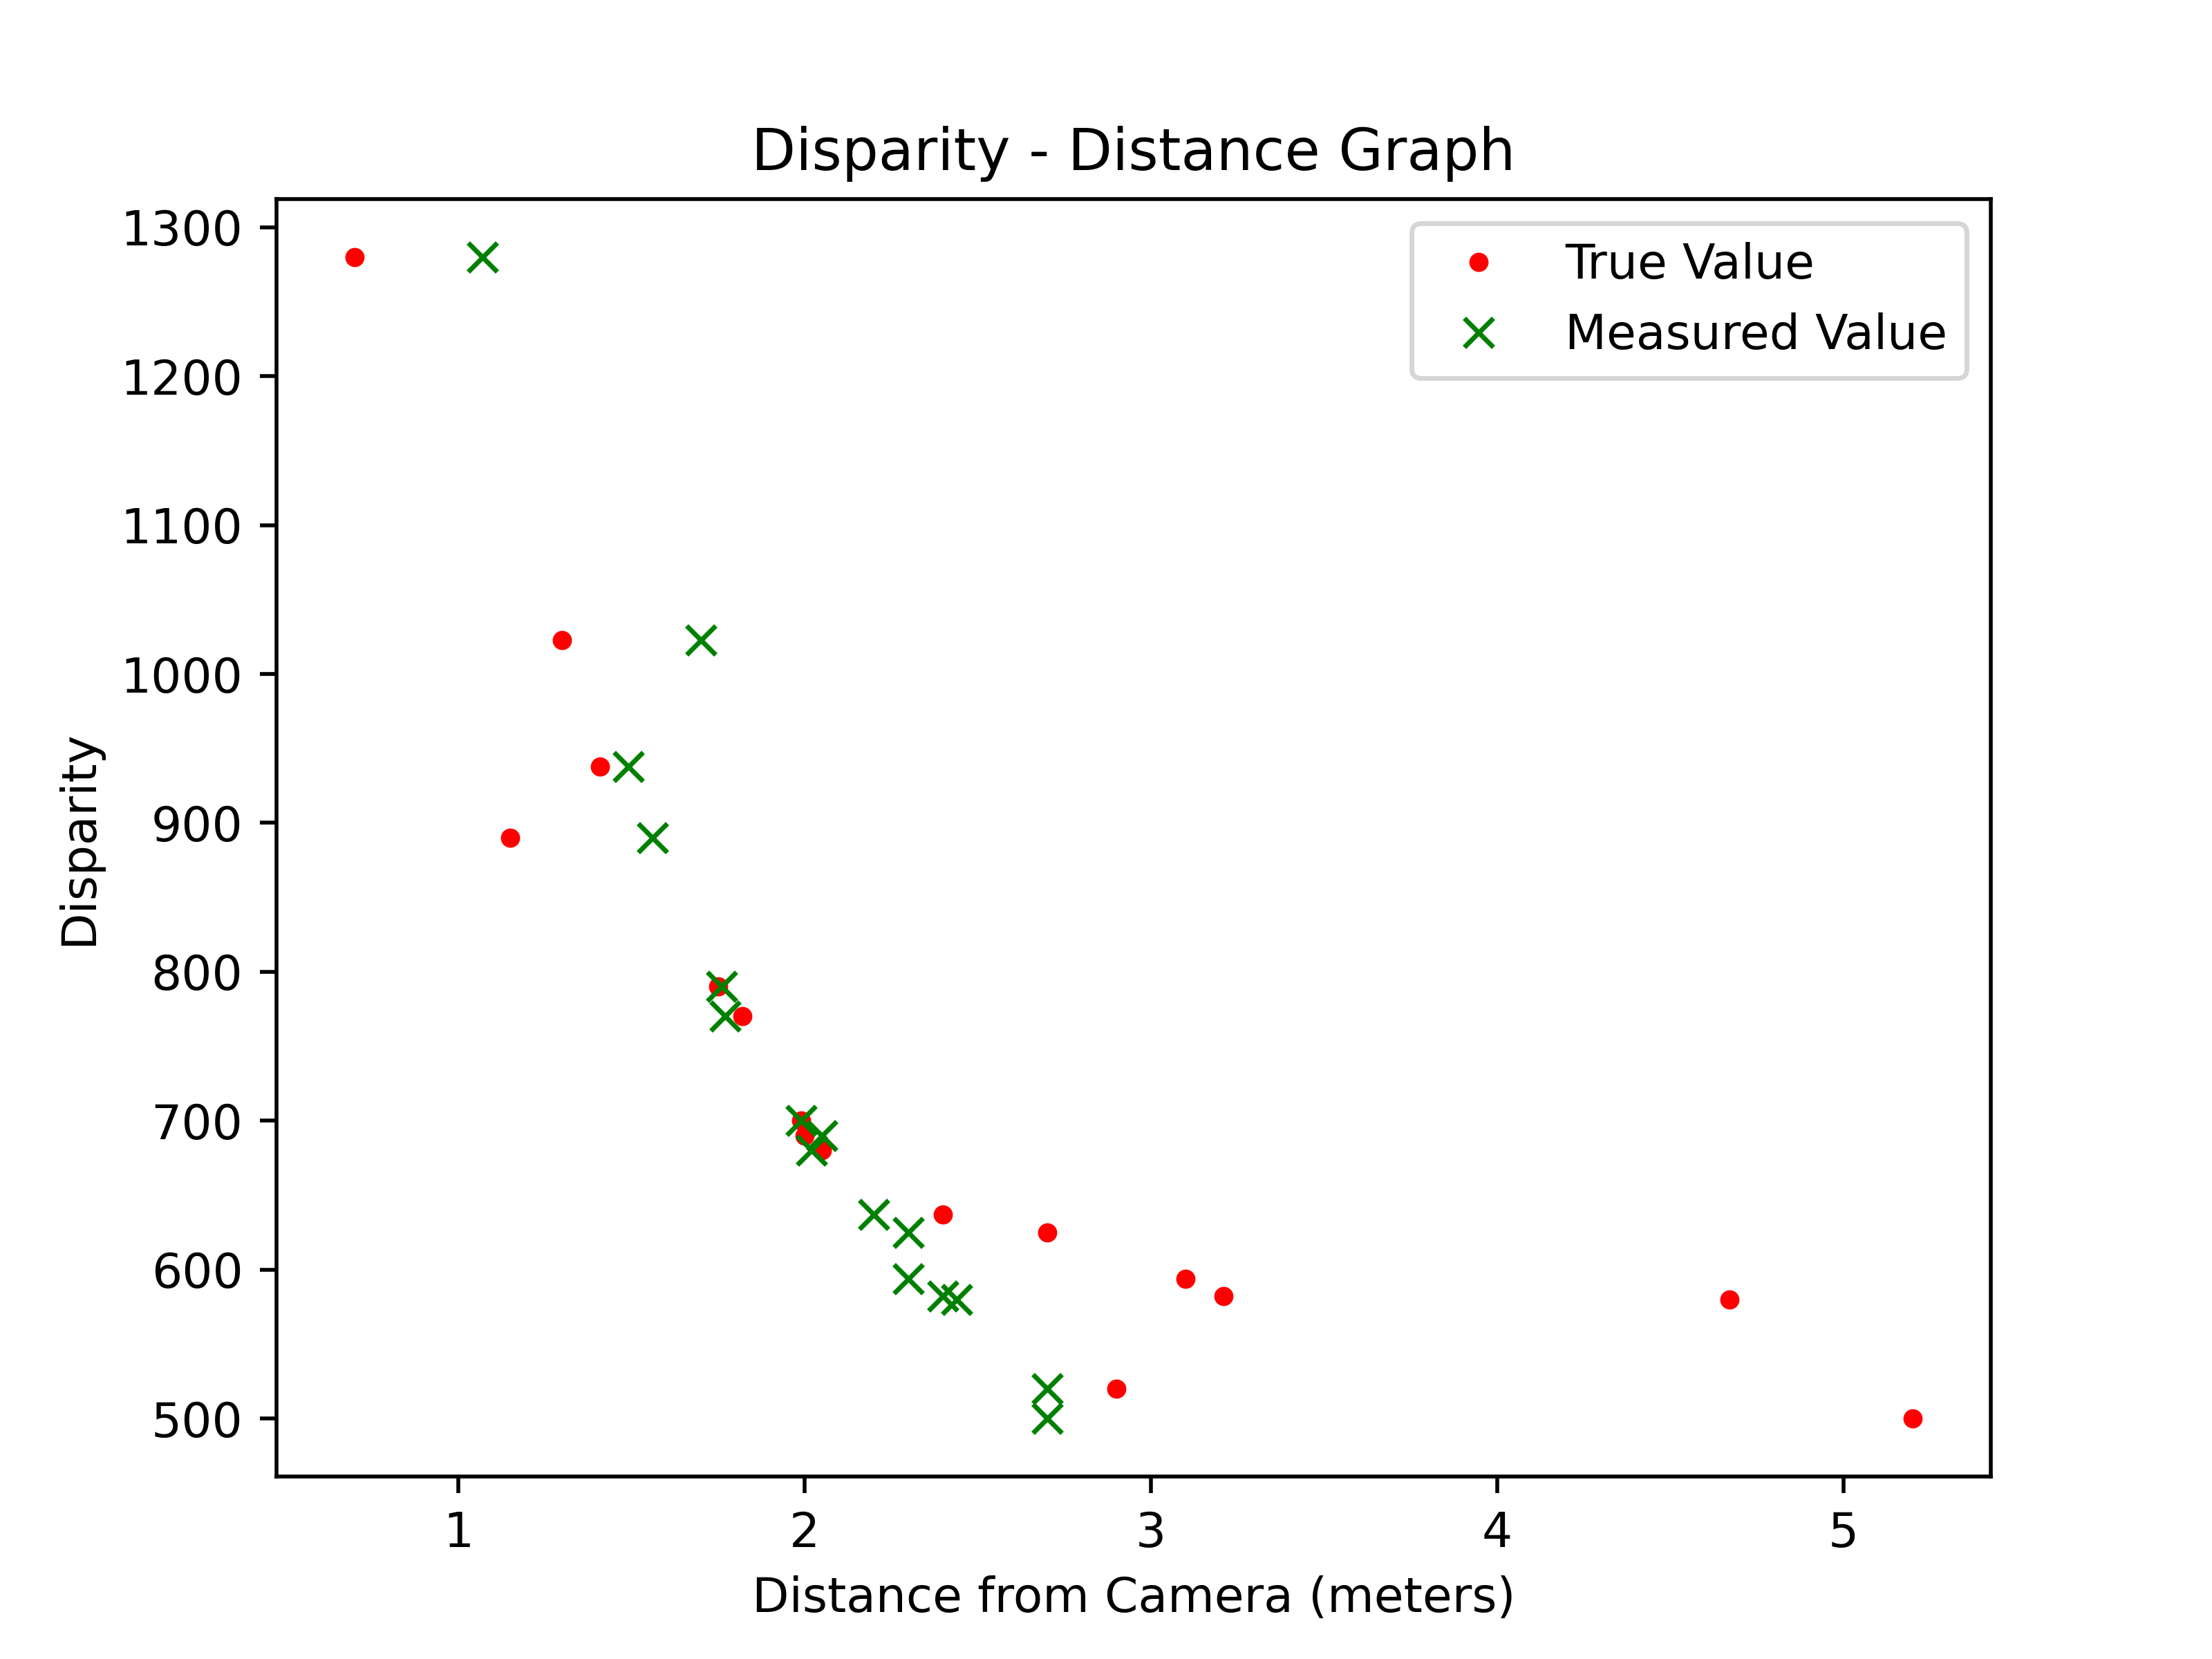 Disparity - Distance Graph
True Value
Measured Value
1300
1200
1100
1000
900
800
700
600
500
Disparity
1
2
3
4
5
Distance from Camera (meters)